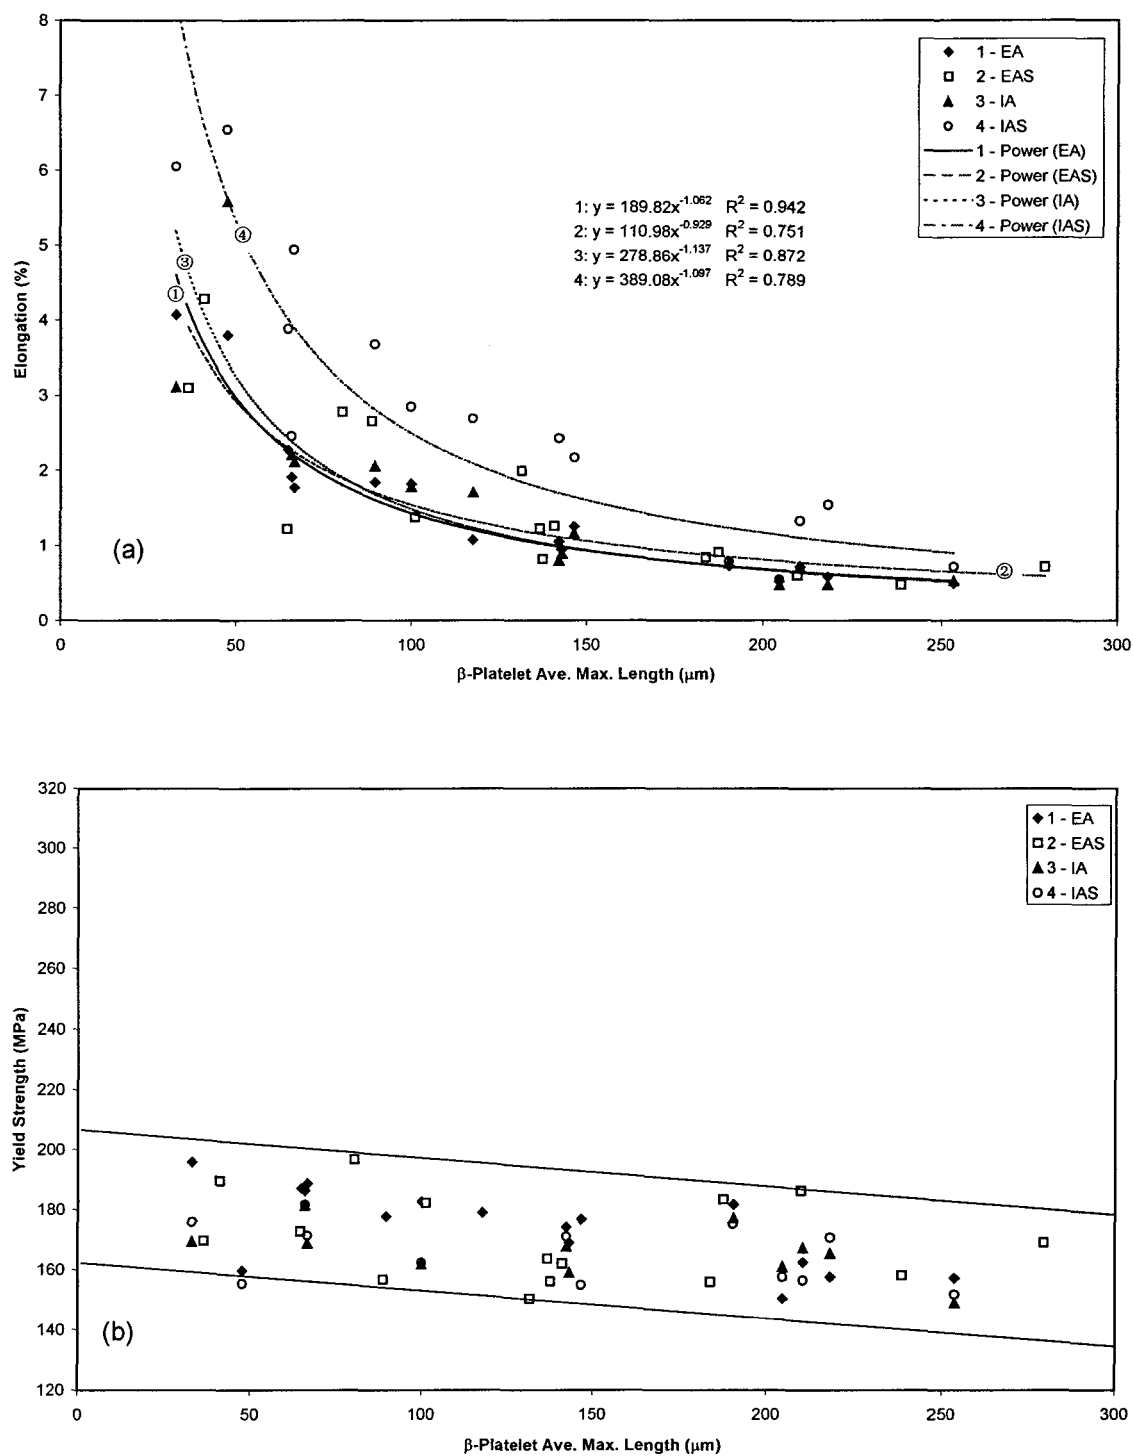 8
7
6
5
4
3
2
1
0
Elongation (%)
1 - EA
2 - EAS
3 - IA
4 - IAS
1 - Power (EA)
2 - Power (EAS)
3 - Power (IA)
4 - Power (IAS)
1: y = 189.82x^-1.062 R^2 = 0.942
2: y = 110.98x^-0.929 R^2 = 0.751
3: y = 278.86x^-1.137 R^2 = 0.872
4: y = 389.08x^-1.097 R^2 = 0.789
④
③
①
②
(a)
0 50 100 150 200 250 300
β-Platelet Ave. Max. Length (μm)
320
300
280
260
240
220
200
180
160
140
120
Yield Strength (MPa)
1 - EA
2 - EAS
3 - IA
4 - IAS
(b)
0 50 100 150 200 250 300
β-Platelet Ave. Max. Length (μm)